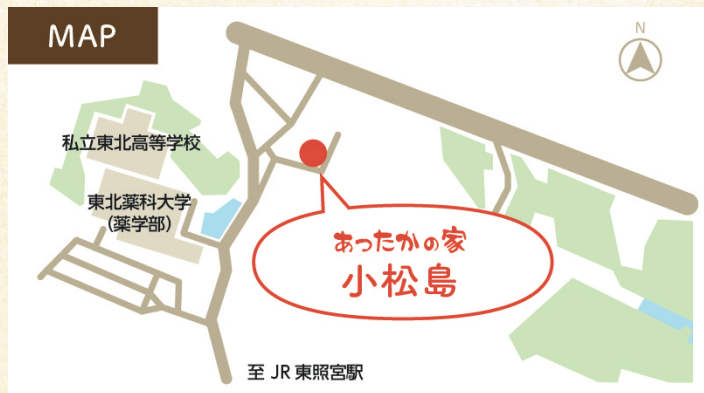 MAP
N
私立東北高等学校
東北薬科大学
(薬学部)
あったかの家
小松島
至 JR 東照宮駅